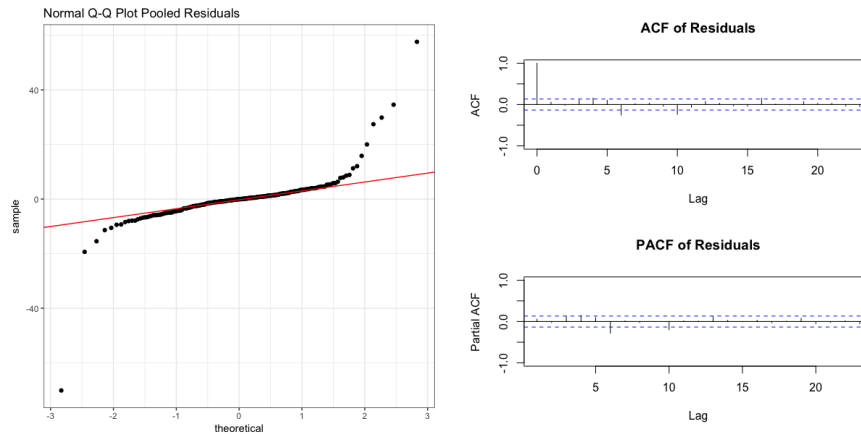 Normal Q-Q Plot Pooled Residuals
sample
40
0
-40
-3
-2
-1
0
1
2
3
theoretical
ACF of Residuals
ACF
1.0
0.0
-1.0
0
5
10
15
20
Lag
PACF of Residuals
Partial ACF
1.0
0.0
-1.0
5
10
15
20
Lag